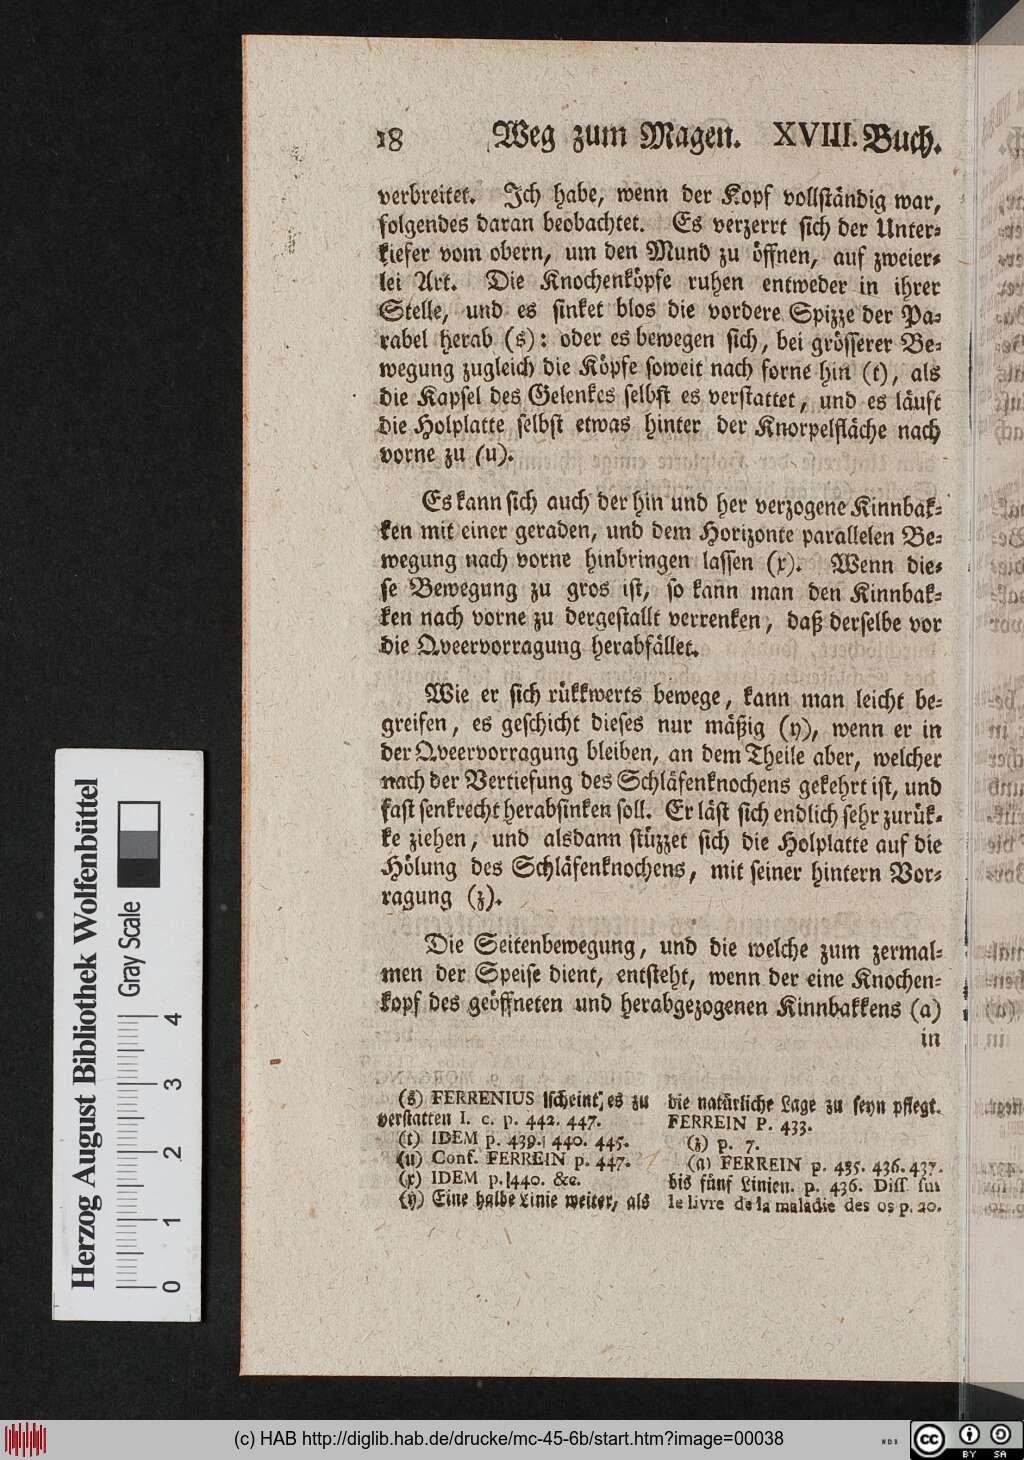 18 Weg zum Magen. XVIII. Buch.
verbreitet. Ich habe, wenn der Kopf vollständig war,
folgendes daran beobachtet. Es verzerrt sich der Unter-
kiefer vom obern, um den Mund zu öffnen, auf zweier-
lei Art. Die Knochenköpfe ruhen entweder in ihrer
Stelle, und es sinket blos die vordere Spizze der Pa-
rabel herab (s): oder es bewegen sich, bei grösserer Be-
wegung zugleich die Köpfe soweit nach forne hin (t), als
die Kapsel des Gelenkes selbst es verstattet, und es läuft
die Holplatte selbst etwas hinter der Knorpelfläche nach
vorne zu (u).
Es kann sich auch der hin und her verzogene Kinnbak-
ken mit einer geraden, und dem Horizonte parallelen Be-
wegung nach vorne hinbringen lassen (x). Wenn die-
se Bewegung zu gros ist, so kann man den Kinnbak-
ken nach vorne zu dergestallt verrenken, daß derselbe vor
die Qveervorragung herabfället.
Wie er sich rükkwerts bewege, kann man leicht be-
greifen, es geschicht dieses nur mäßig (y), wenn er in
der Qveervorragung bleiben, an dem Theile aber, welcher
nach der Vertiefung des Schläfenknochens gekehrt ist, und
fast senkrecht herabsinken soll. Er läst sich endlich sehr zurük-
ke ziehen, und alsdann stüzzet sich die Holplatte auf die
Hölung des Schläfenknochens, mit seiner hintern Vor-
ragung (z).
Die Seitenbewegung, und die welche zum zermal-
men der Speise dient, entsteht, wenn der eine Knochen-
kopf des geöffneten und herabgezogenen Kinnbakkens (a)
in
(s) FERRENIUS scheint, es zu
verstatten l. c. p. 442. 447.
(t) IDEM p. 439. 440. 445.
(u) Conf. FERREIN p. 447.
(x) IDEM p. 440. &c.
(y) Eine halbe Linie weiter, als
die natürliche Lage zu seyn pflegt.
FERREIN P. 433.
(z) p. 7.
(a) FERREIN p. 435. 436. 437.
bis fünf Linien. p. 436. Diss sur
le livre de la maladie des os p. 20.
Herzog August Bibliothek Wolfenbüttel
Gray Scale
0 1 2 3 4
(c) HAB http://diglib.hab.de/drucke/mc-45-6b/start.htm?image=00038
cc BY SA